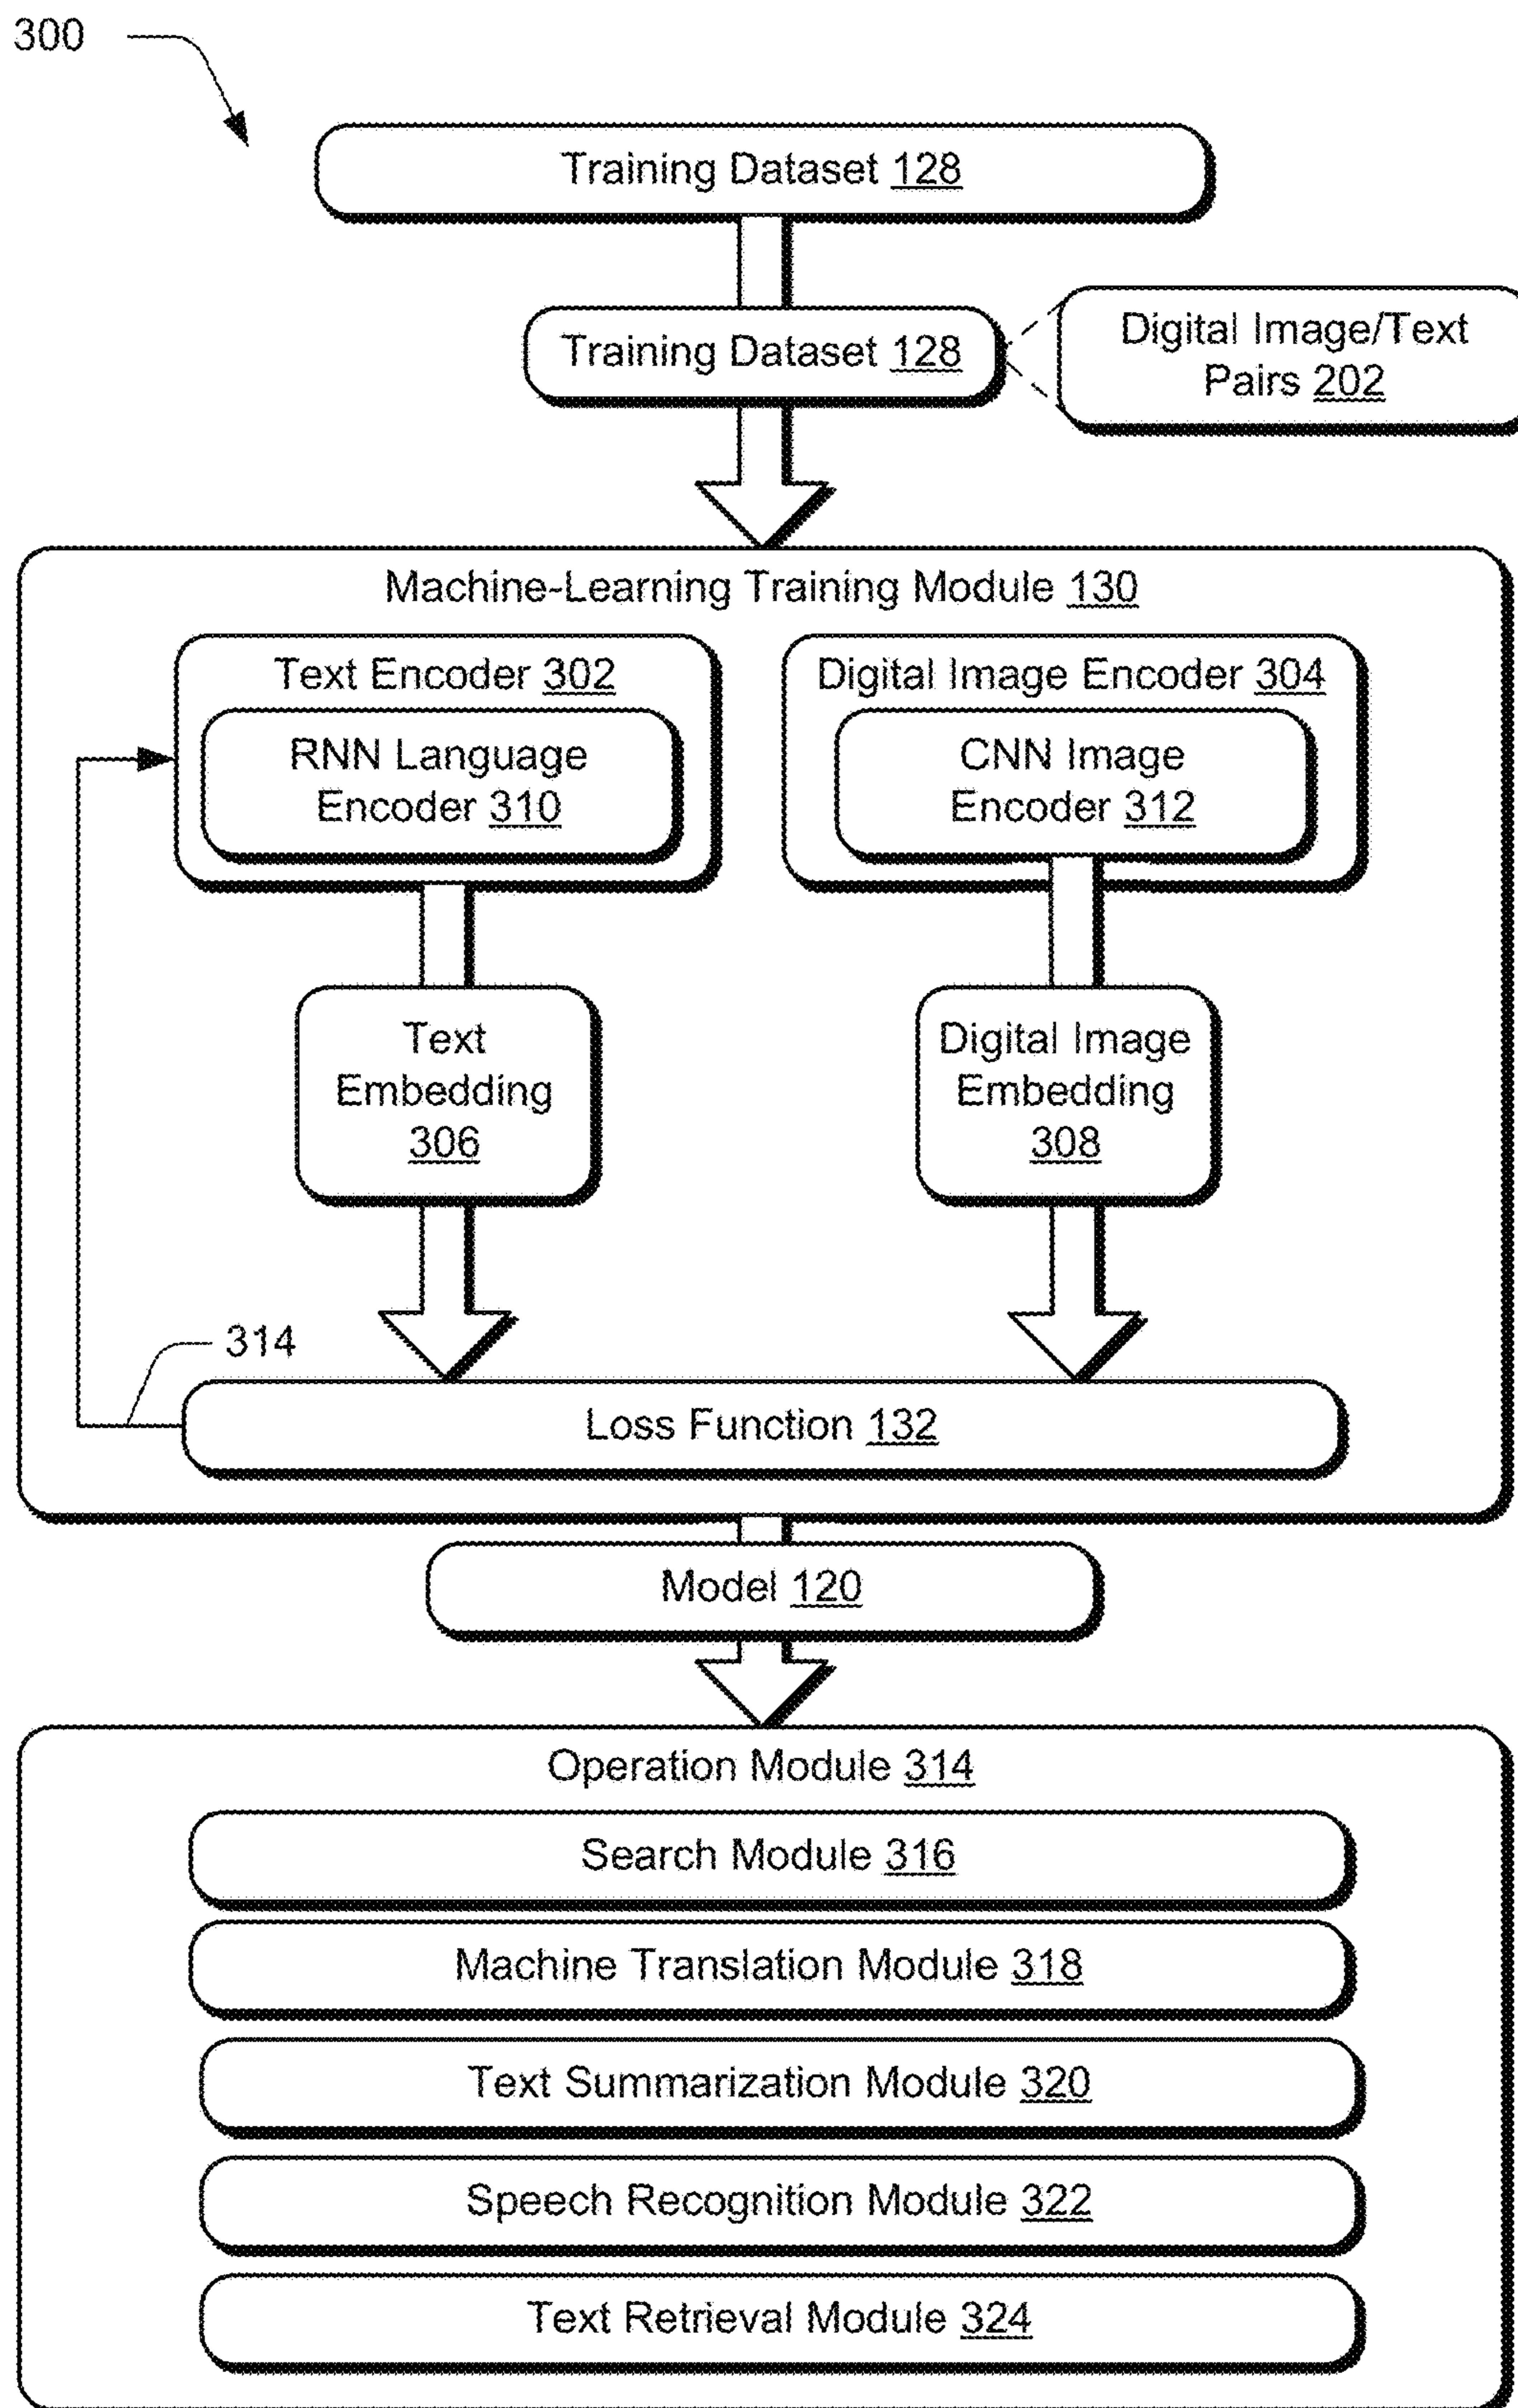 300
Training Dataset 128
Training Dataset 128
Digital Image/Text
Pairs 202
Machine-Learning Training Module 130
Text Encoder 302
RNN Language
Encoder 310
Digital Image Encoder 304
CNN Image
Encoder 312
Text
Embedding
306
Digital Image
Embedding
308
314
Loss Function 132
Model 120
Operation Module 314
Search Module 316
Machine Translation Module 318
Text Summarization Module 320
Speech Recognition Module 322
Text Retrieval Module 324